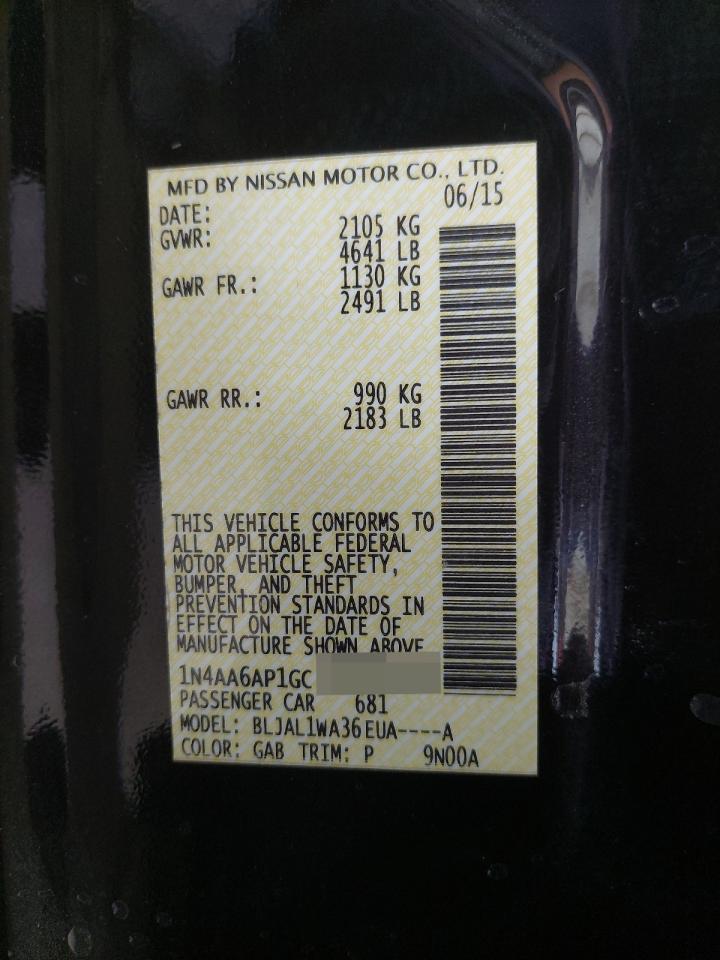 MFD BY NISSAN MOTOR CO., LTD.
DATE: 06/15
GVWR: 2105 KG
4641 LB
GAWR FR.: 1130 KG
2491 LB
GAWR RR.: 990 KG
2183 LB
THIS VEHICLE CONFORMS TO
ALL APPLICABLE FEDERAL
MOTOR VEHICLE SAFETY,
BUMPER, AND THEFT
PREVENTION STANDARDS IN
EFFECT ON THE DATE OF
MANUFACTURE SHOWN ABOVE
1N4AA6AP1GC
PASSENGER CAR 681
MODEL: BLJAL1WA36EUA----A
COLOR: GAB TRIM: P 9N00A